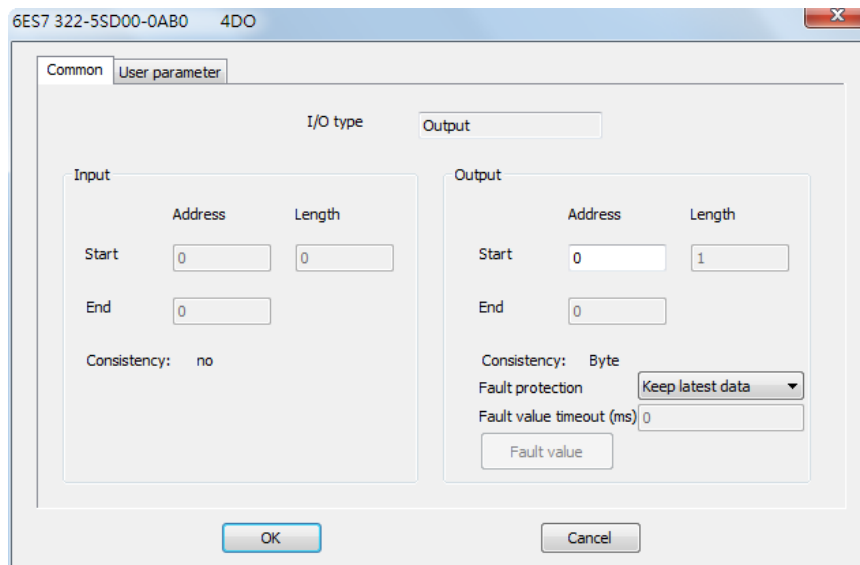 6ES7 322-5SD00-0AB0 4DO
Common User parameter
I/O type Output
Input
Address Length
Start 0 0
End 0
Consistency: no
Output
Address Length
Start 0 1
End 0
Consistency: Byte
Fault protection Keep latest data
Fault value timeout (ms) 0
Fault value
OK Cancel